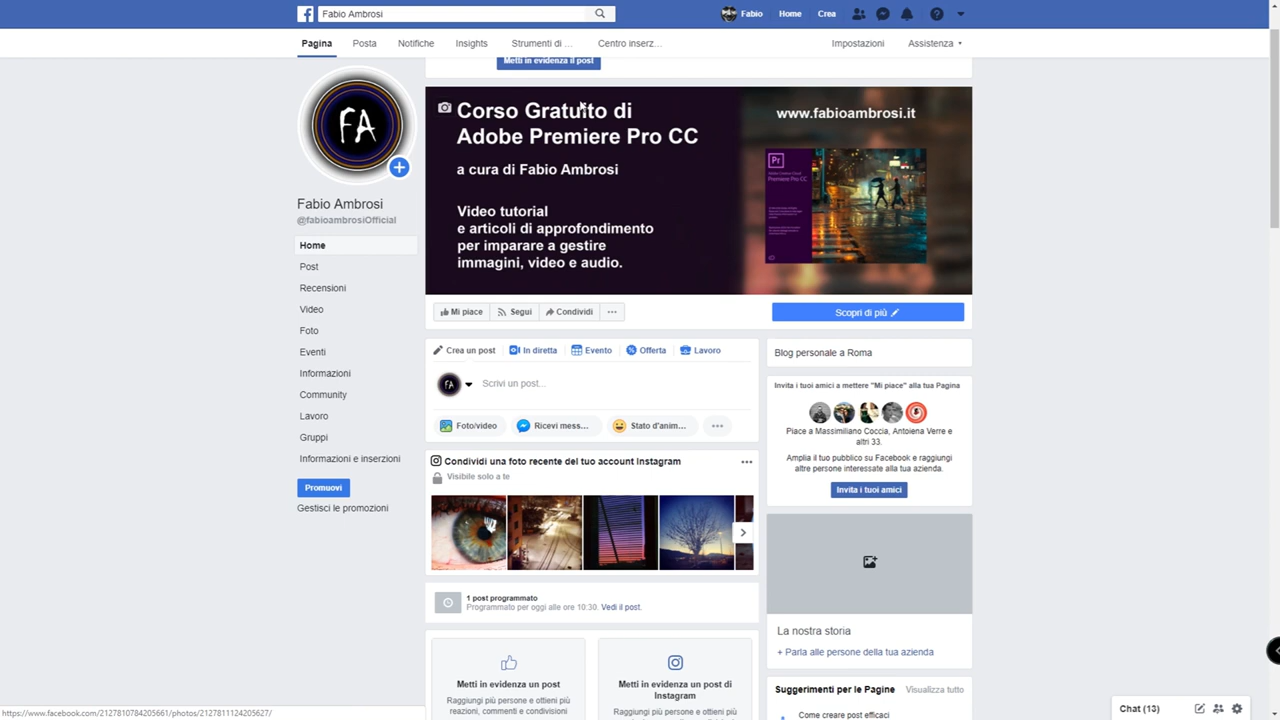 Fabio Ambrosi
Fabio
Home
Crea
Pagina
Posta
Notifiche
Insights
Strumenti di ...
Centro inserz...
Impostazioni
Assistenza
Metti in evidenza il post
FA
Corso Gratuito di
Adobe Premiere Pro CC
a cura di Fabio Ambrosi
Video tutorial
e articoli di approfondimento
per imparare a gestire
immagini, video e audio.
www.fabioambrosi.it
Pr
Adobe Creative Cloud
Premiere Pro CC
Fabio Ambrosi
@fabioambrosiOfficial
Home
Post
Recensioni
Video
Foto
Eventi
Informazioni
Community
Lavoro
Gruppi
Informazioni e inserzioni
Promuovi
Gestisci le promozioni
Mi piace
Segui
Condividi
Scopri di più
Crea un post
In diretta
Evento
Offerta
Lavoro
FA
Scrivi un post...
Foto/video
Ricevi mess...
Stato d'anim...
Condividi una foto recente del tuo account Instagram
Visibile solo a te
1 post programmato
Programmato per oggi alle ore 10:30. Vedi il post.
Metti in evidenza un post
Raggiungi più persone e ottieni più
reazioni, commenti e condivisioni
Metti in evidenza un post di
Instagram
Raggiungi più persone e ottieni più
Blog personale a Roma
Invita i tuoi amici a mettere "Mi piace" alla tua Pagina
Piace a Massimiliano Coccia, Antoiena Verre e
altri 33.
Amplia il tuo pubblico su Facebook e raggiungi
altre persone interessate alla tua azienda.
Invita i tuoi amici
La nostra storia
+ Parla alle persone della tua azienda
Suggerimenti per le Pagine
Visualizza tutto
Come creare post efficaci
Chat (13)
https://www.facebook.com/2127810784205661/photos/2127811124205627/